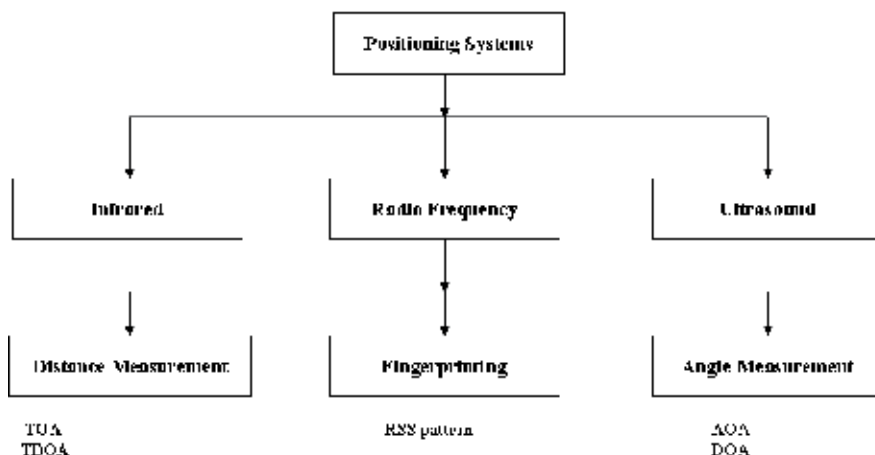 Positioning Systems
Infrared
Radio Frequency
Ultrasound
Distance Measurement
Fingerprinting
Angle Measurement
TOA
RSS pattern
AOA
TDOA
DOA